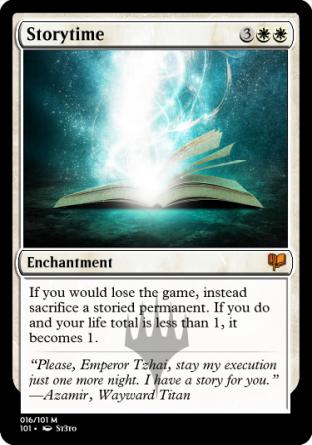 Storytime 3
Enchantment
If you would lose the game, instead
sacrifice a storied permanent. If you do
and your life total is less than 1, it
becomes 1.
“Please, Emperor Tzhai, stay my execution
just one more night. I have a story for you.”
—Azamir, Wayward Titan
016/101 M
101 • St3to